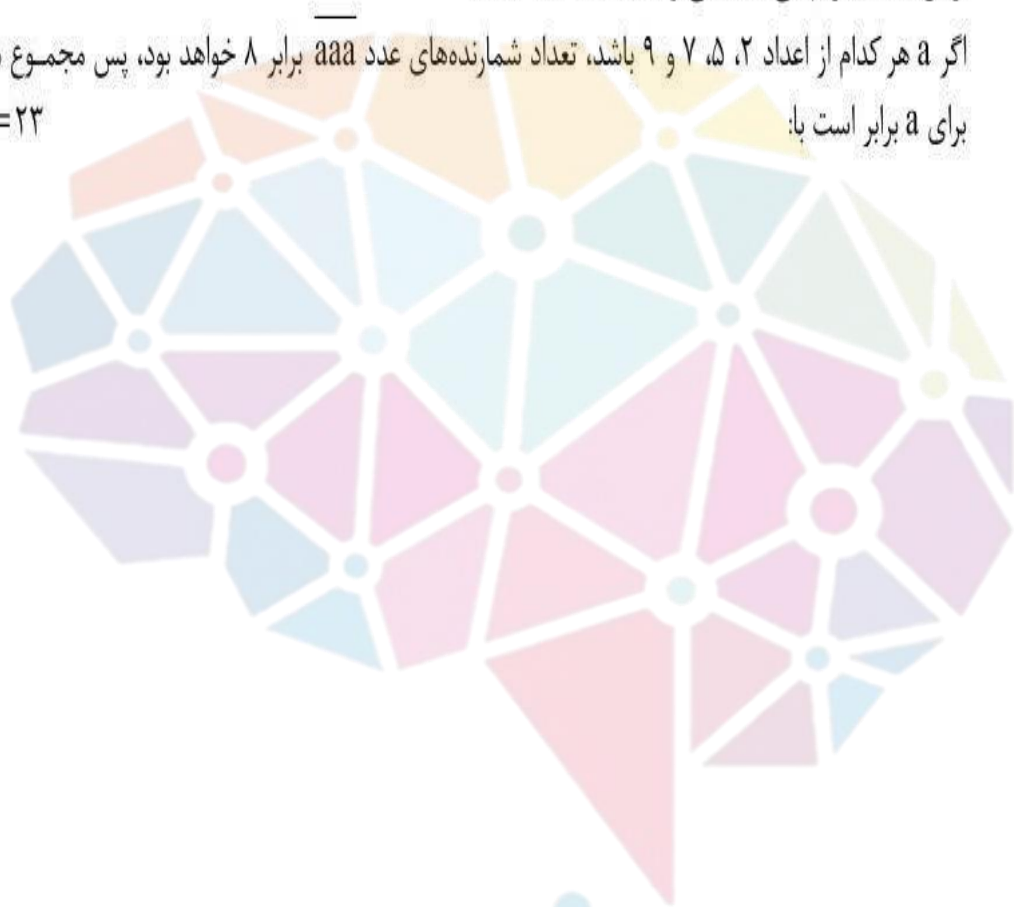 اگر a هر کدام از اعداد ۲، ۵، ۷ و ۹ باشد، تعداد شمارنده‌های عدد aaa برابر ۸ خواهد بود، پس مجموع
برای a برابر است با: =۲۳